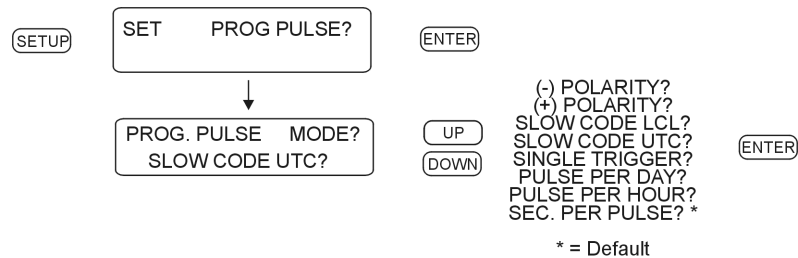 SETUP
SET PROG PULSE?
ENTER
PROG. PULSE MODE?
SLOW CODE UTC?
UP
DOWN
(-) POLARITY?
(+) POLARITY?
SLOW CODE LCL?
SLOW CODE UTC?
SINGLE TRIGGER?
PULSE PER DAY?
PULSE PER HOUR?
SEC. PER PULSE? *
ENTER
* = Default